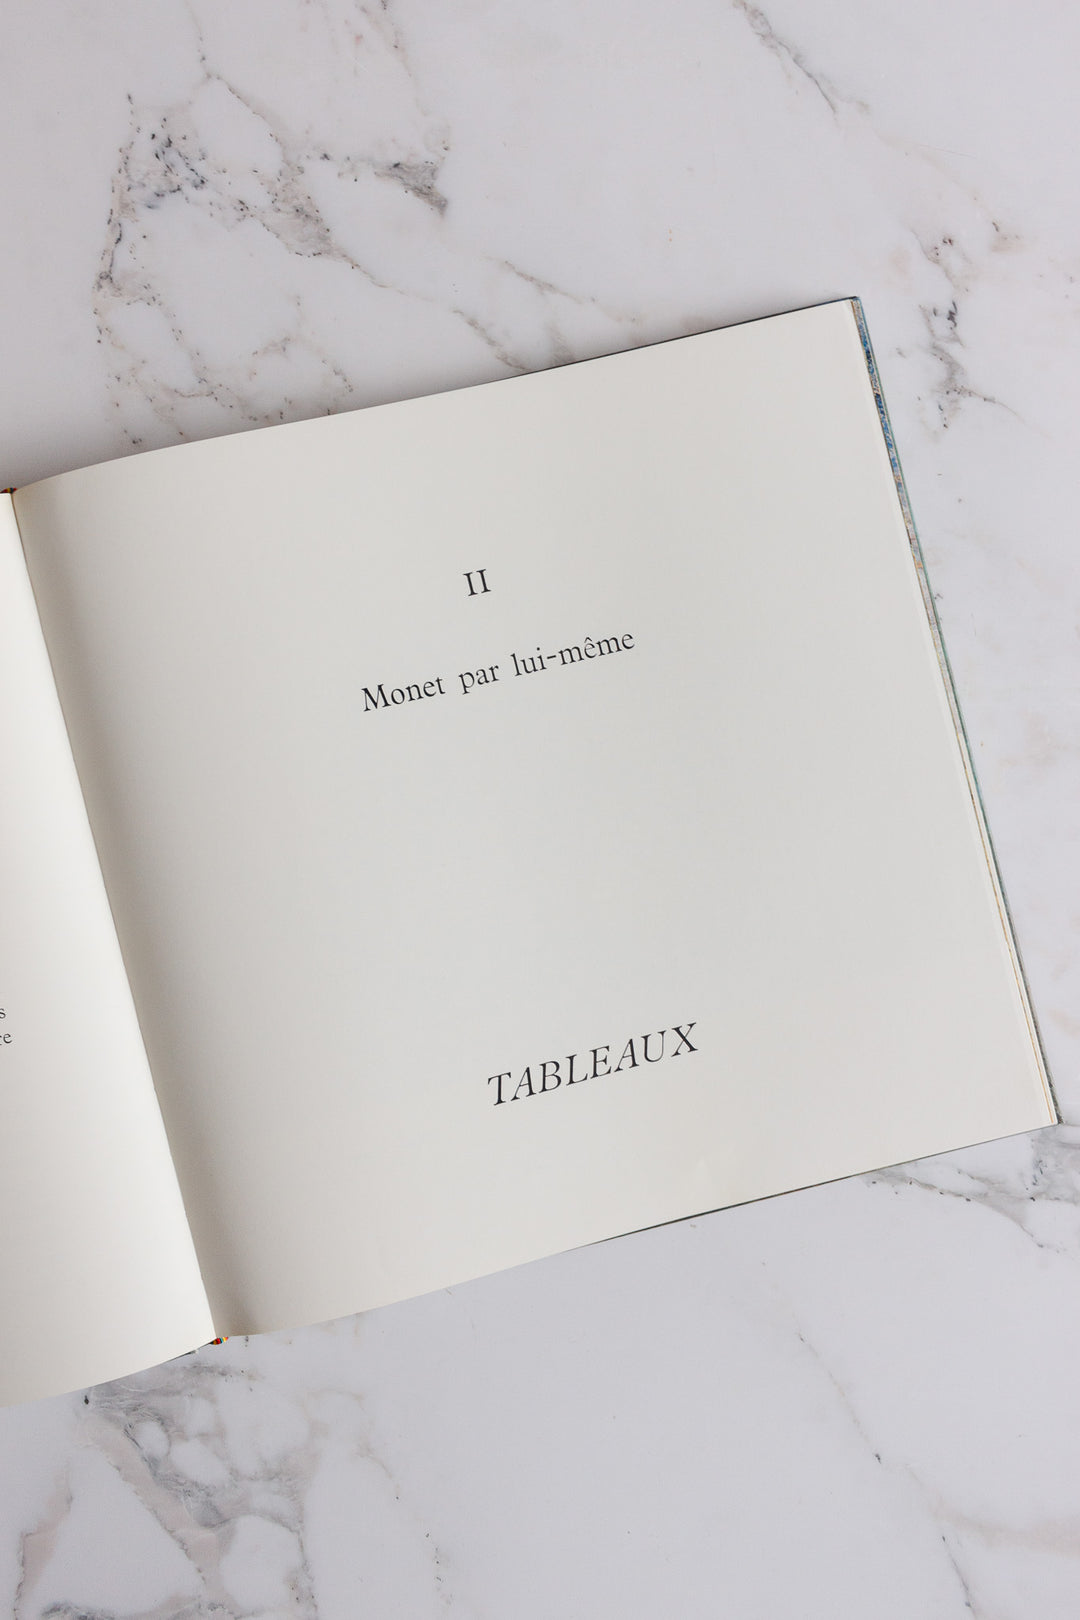 II
Monet par lui-même
TABLEAUX